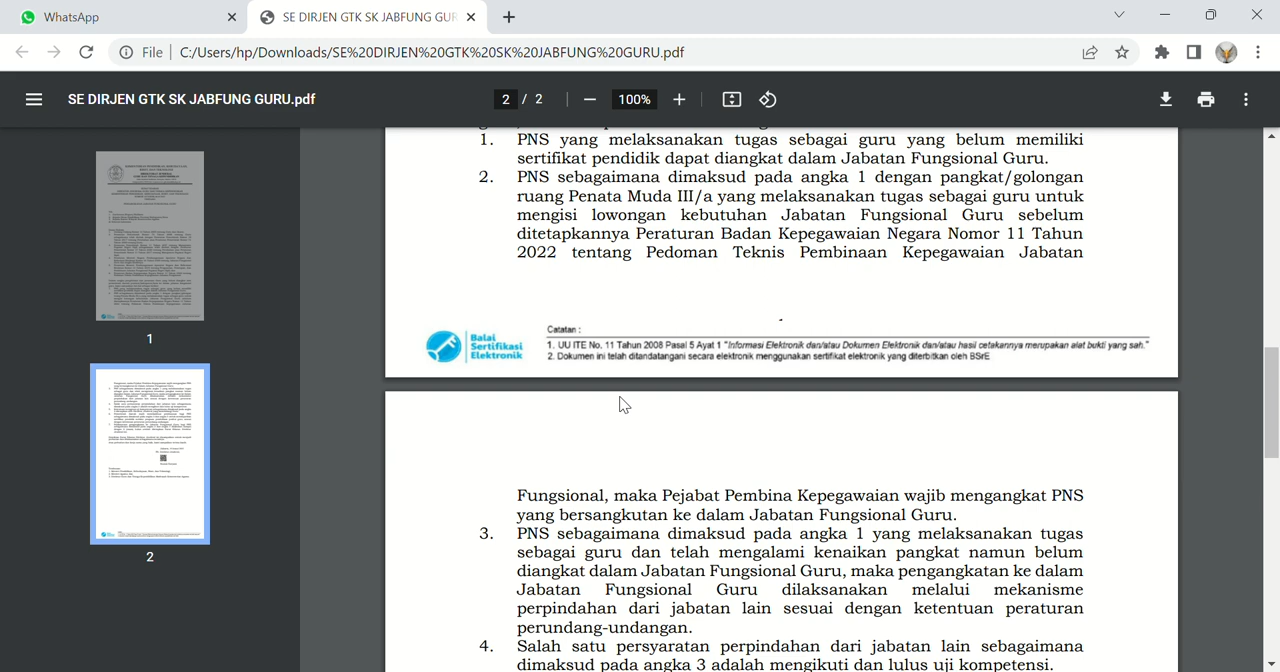 WhatsApp
SE DIRJEN GTK SK JABFUNG GUR
File C:/Users/hp/Downloads/SE%20DIRJEN%20GTK%20SK%20JABFUNG%20GURU.pdf
SE DIRJEN GTK SK JABFUNG GURU.pdf
2 / 2
100%
1
2
1. PNS yang melaksanakan tugas sebagai guru yang belum memiliki
sertifikat pendidik dapat diangkat dalam Jabatan Fungsional Guru.
2. PNS sebagaimana dimaksud pada angka 1 dengan pangkat/golongan
ruang Penata Muda III/a yang melaksanakan tugas sebagai guru untuk
mengisi lowongan kebutuhan Jabatan Fungsional Guru sebelum
ditetapkannya Peraturan Badan Kepegawaian Negara Nomor 11 Tahun
2022 tentang Pedoman Teknis Pembinaan Kepegawaian Jabatan
Balai
Sertifikasi
Elektronik
Catatan :
1. UU ITE No. 11 Tahun 2008 Pasal 5 Ayat 1 "Informasi Elektronik dan/atau Dokumen Elektronik dan/atau hasil cetakannya merupakan alat bukti yang sah."
2. Dokumen ini telah ditandatangani secara elektronik menggunakan sertifikat elektronik yang diterbitkan oleh BSrE
Fungsional, maka Pejabat Pembina Kepegawaian wajib mengangkat PNS
yang bersangkutan ke dalam Jabatan Fungsional Guru.
3. PNS sebagaimana dimaksud pada angka 1 yang melaksanakan tugas
sebagai guru dan telah mengalami kenaikan pangkat namun belum
diangkat dalam Jabatan Fungsional Guru, maka pengangkatan ke dalam
Jabatan Fungsional Guru dilaksanakan melalui mekanisme
perpindahan dari jabatan lain sesuai dengan ketentuan peraturan
perundang-undangan.
4. Salah satu persyaratan perpindahan dari jabatan lain sebagaimana
dimaksud pada angka 3 adalah mengikuti dan lulus uji kompetensi.